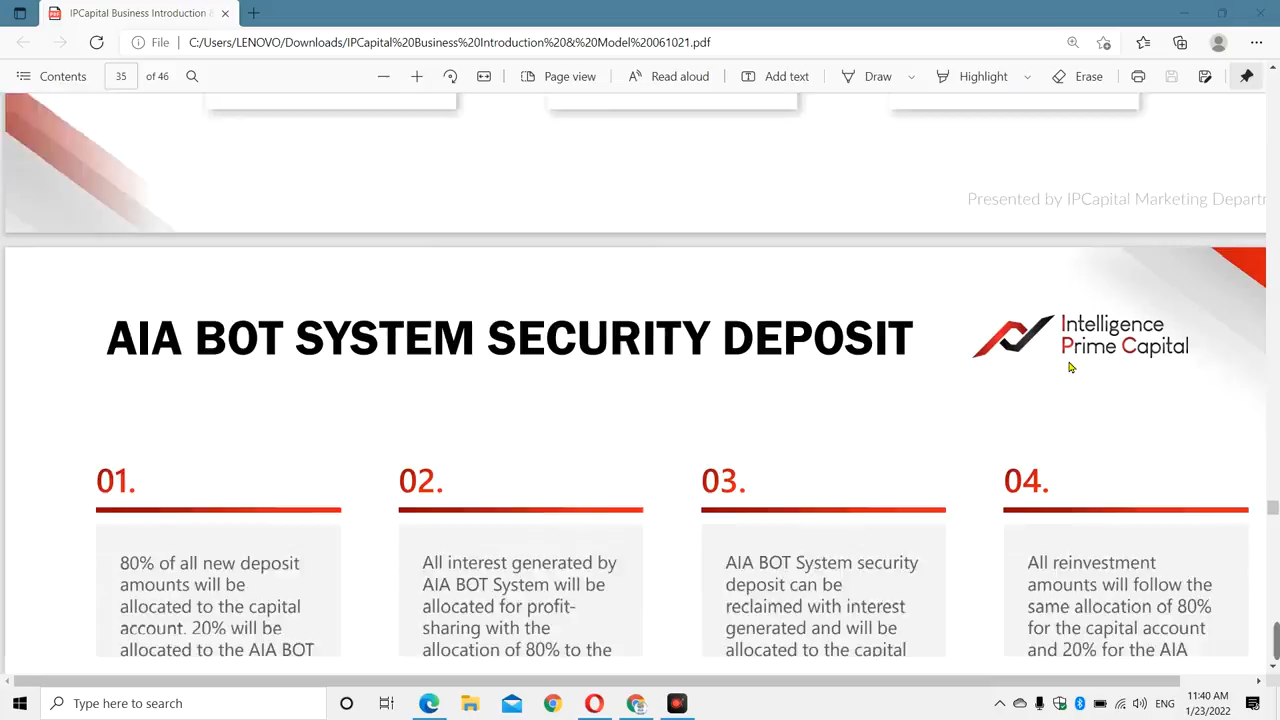 IPCapital Business Introduction &
File C:/Users/LENOVO/Downloads/IPCapital%20Business%20Introduction%20&%20Model%20061021.pdf
Contents 35 of 46 Page view Read aloud Add text Draw Highlight Erase
Presented by IPCapital Marketing
AIA BOT SYSTEM SECURITY DEPOSIT
Intelligence
Prime Capital
01.
80% of all new deposit
amounts will be
allocated to the capital
account. 20% will be
allocated to the AIA BOT
02.
All interest generated by
AIA BOT System will be
allocated for profit-
sharing with the
allocation of 80% to the
03.
AIA BOT System security
deposit can be
reclaimed with interest
generated and will be
allocated to the capital
04.
All reinvestment
amounts will follow the
same allocation of 80%
for the capital account
and 20% for the AIA
Type here to search
ENG
11:40 AM
1/23/2022